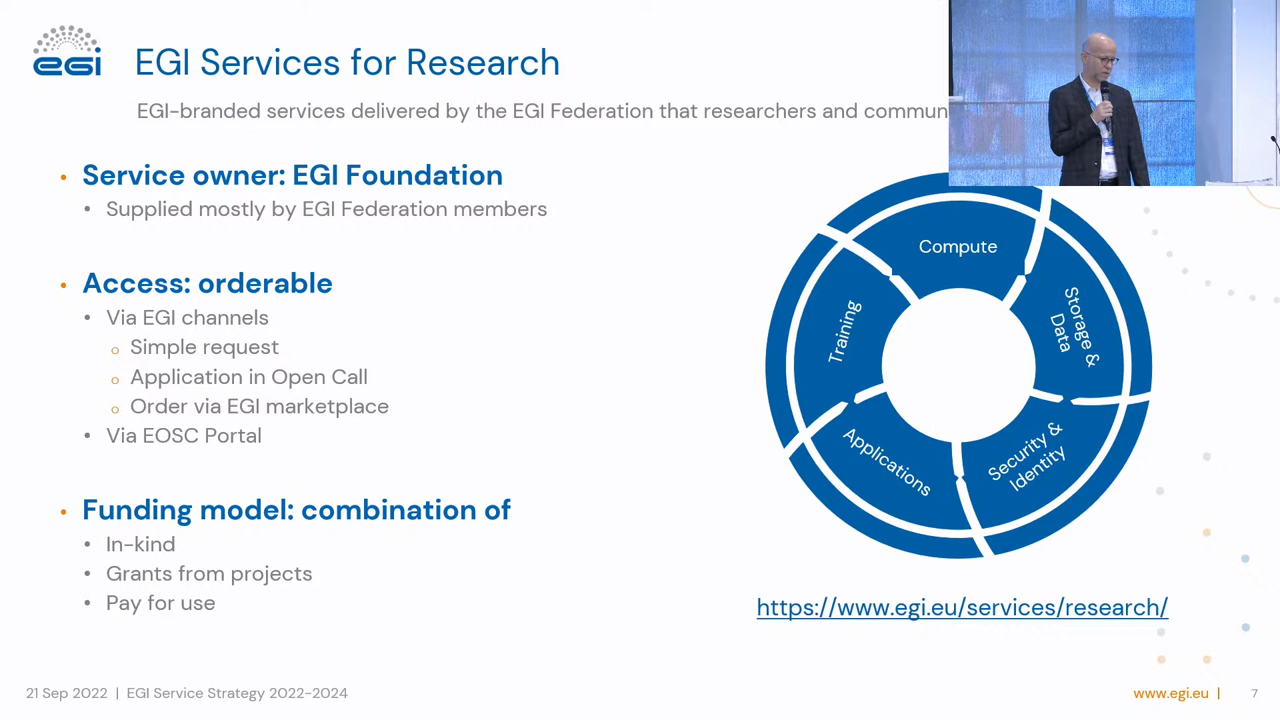 egi
EGI Services for Research
EGI-branded services delivered by the EGI Federation that researchers and
Service owner: EGI Foundation
Supplied mostly by EGI Federation members
Access: orderable
Via EGI channels
Simple request
Application in Open Call
Order via EGI marketplace
Via EOSC Portal
Funding model: combination of
In-kind
Grants from projects
Pay for use
Compute
Storage &
Data
Security &
Identity
Applications
Training
https://www.egi.eu/services/research/
21 Sep 2022 | EGI Service Strategy 2022-2024
www.egi.eu |
7